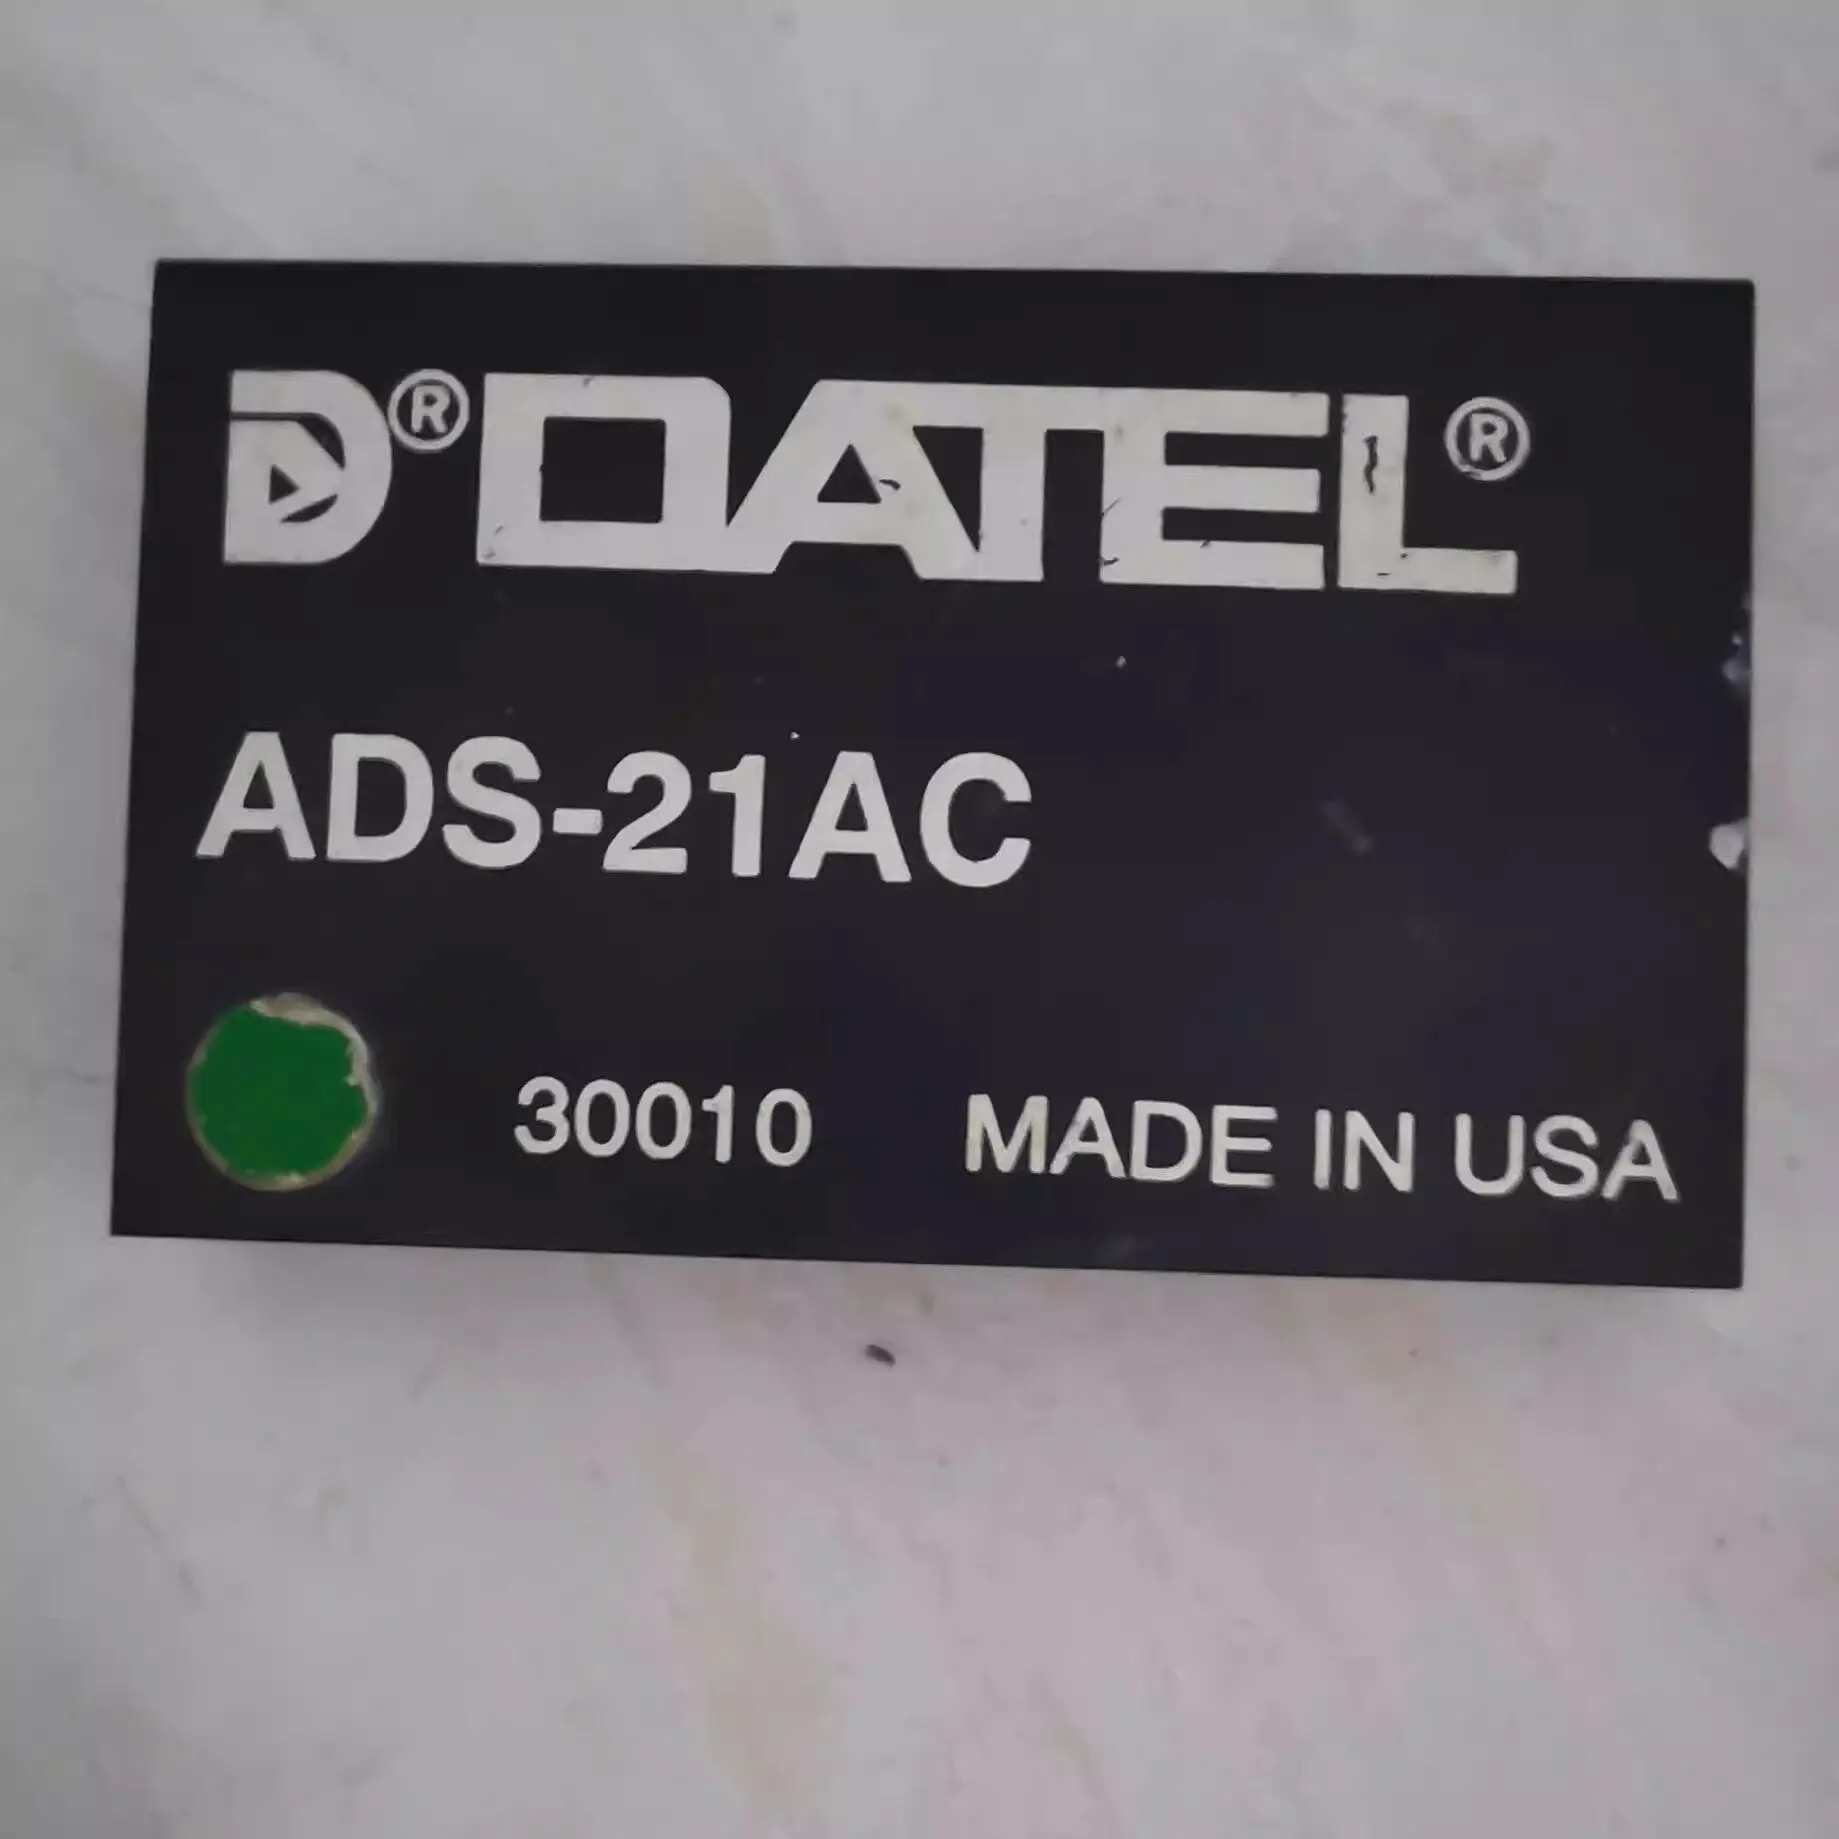 D® DATEL®
ADS-21AC
30010 MADE IN USA